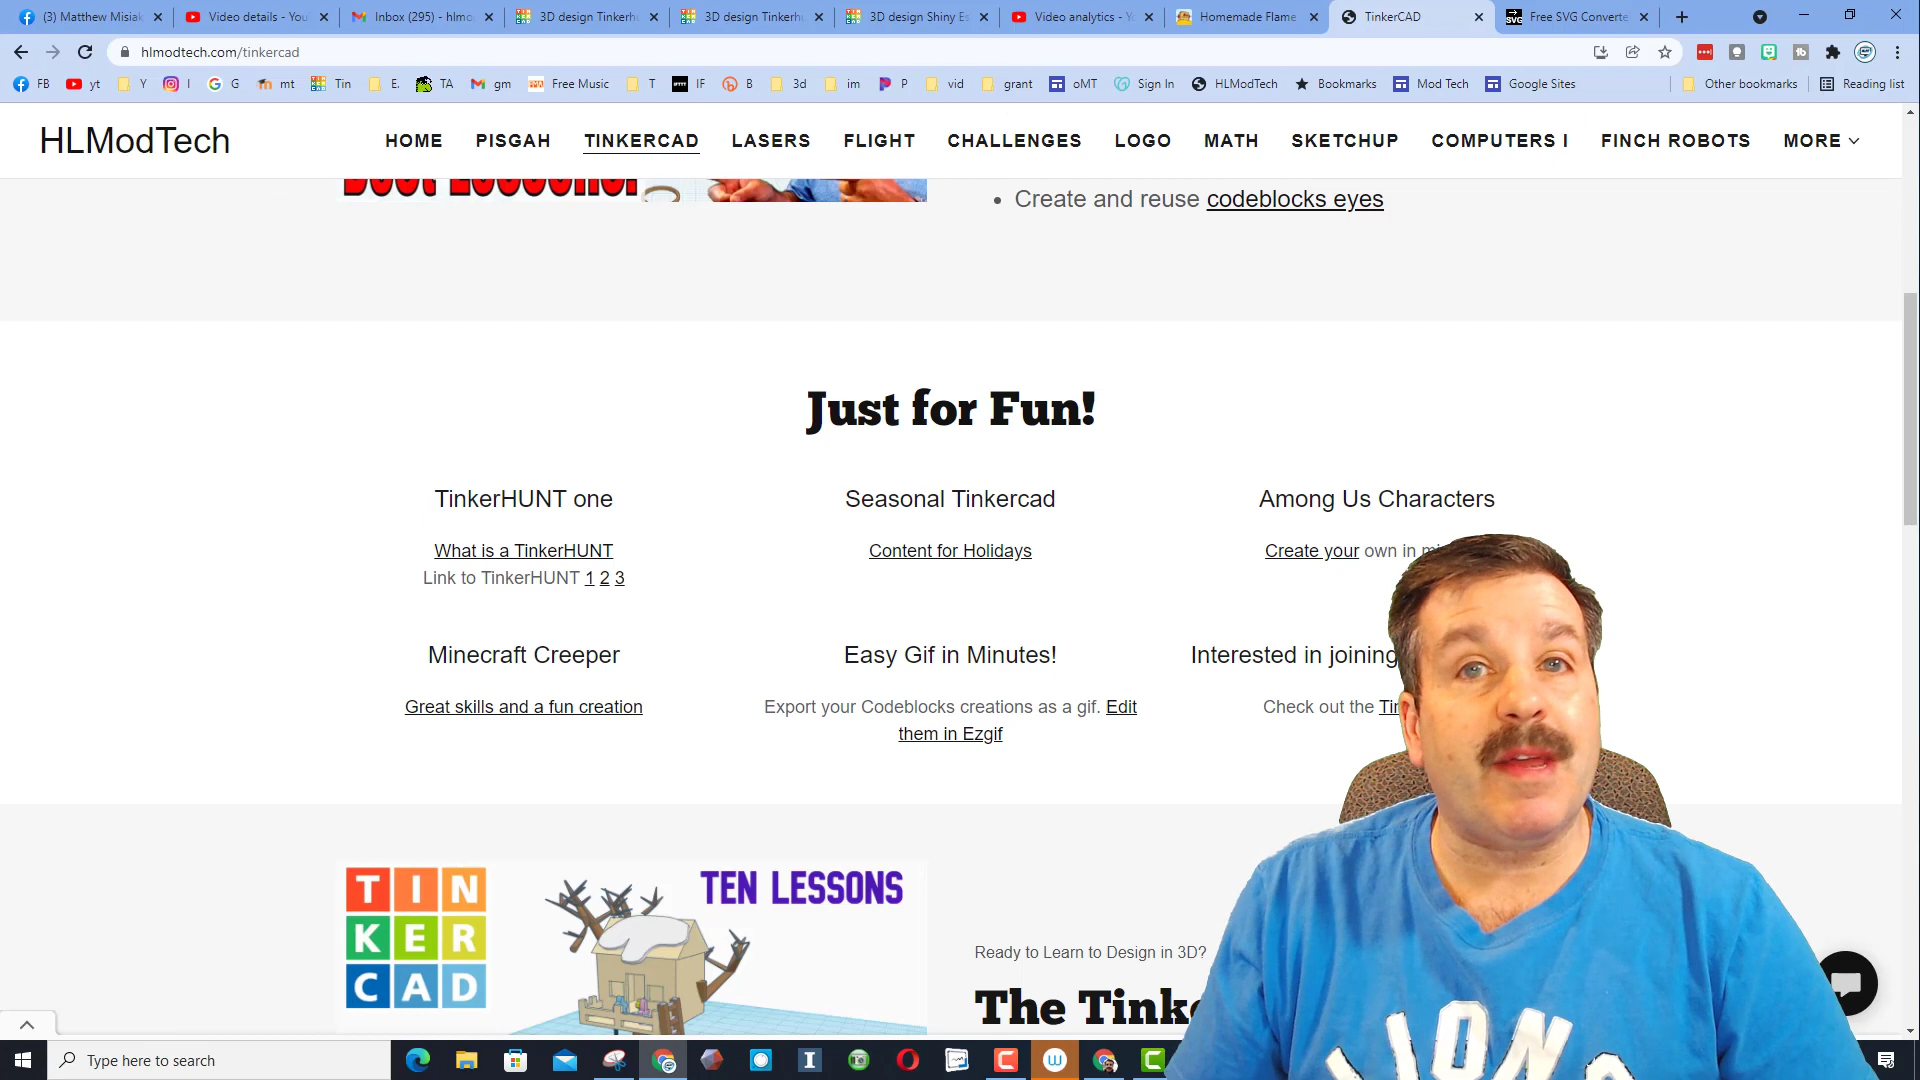 (3) Matthew Misiak
Video details - You
Inbox (295) - hlmo
3D design Tinkerh
3D design Tinkerh
3D design Shiny Es
Video analytics - Y
Homemade Flame
TinkerCAD
Free SVG Converte
hlmodtech.com/tinkercad
FB yt Y I G mt Tin E. TA gm Free Music T IF B 3d im P vid grant oMT Sign In HLModTech Bookmarks Mod Tech Google Sites Other bookmarks Reading list
HLModTech
HOME PISGAH TINKERCAD LASERS FLIGHT CHALLENGES LOGO MATH SKETCHUP COMPUTERS I FINCH ROBOTS MORE
• Create and reuse codeblocks eyes
Just for Fun!
TinkerHUNT one
What is a TinkerHUNT
Link to TinkerHUNT 1 2 3
Seasonal Tinkercad
Content for Holidays
Among Us Characters
Create your own in
Minecraft Creeper
Great skills and a fun creation
Easy Gif in Minutes!
Export your Codeblocks creations as a gif. Edit
them in Ezgif
Interested in joining
Check out the
TIN
KER
CAD
TEN LESSONS
Ready to Learn to Design in 3D?
The Tinke
LIONS
Type here to search